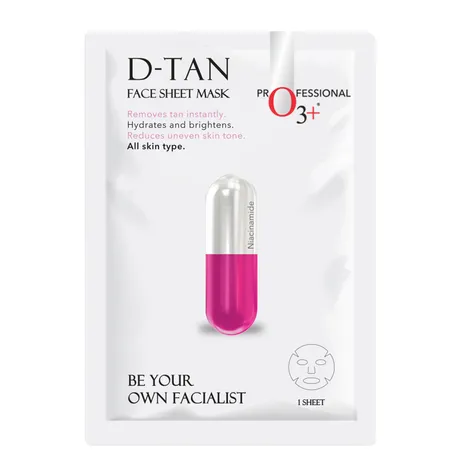 D-TAN
FACE SHEET MASK
Removes tan instantly.
Hydrates and brightens.
Reduces uneven skin tone.
All skin type.
PROFESSIONAL
O3+®
Niacinamide
BE YOUR
OWN FACIALIST
1 SHEET